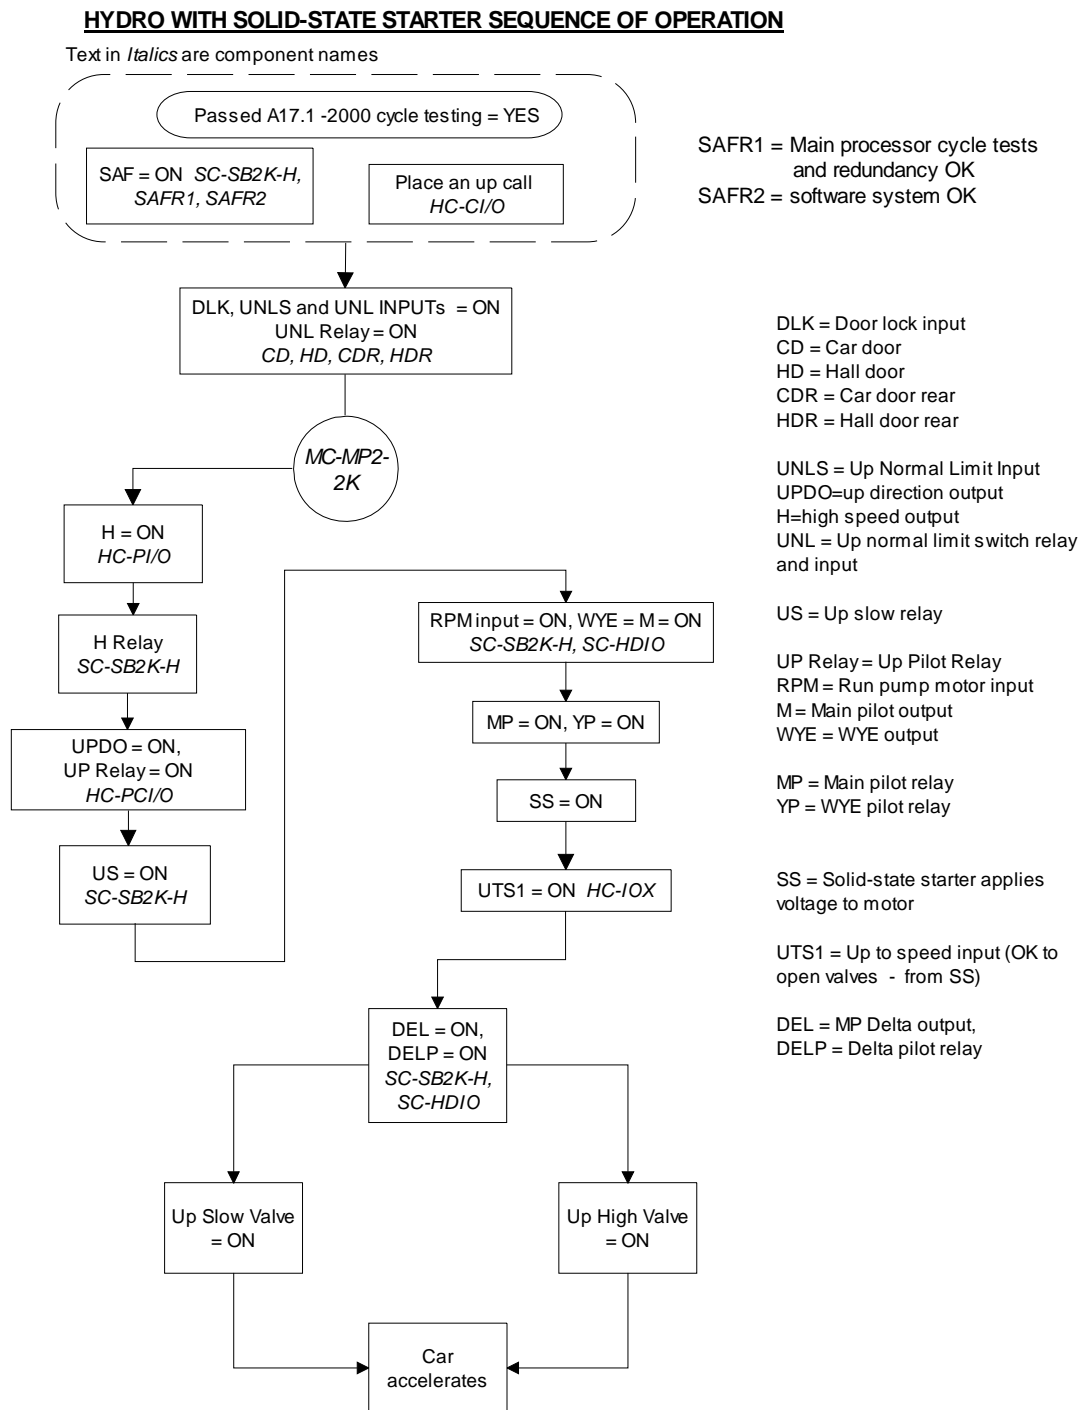 HYDRO WITH SOLID-STATE STARTER SEQUENCE OF OPERATION
Text in Italics are component names
Passed A17.1 -2000 cycle testing = YES
SAF = ON SC-SB2K-H,
SAFR1, SAFR2
Place an up call
HC-CI/O
SAFR1 = Main processor cycle tests
and redundancy OK
SAFR2 = software system OK
DLK, UNLS and UNL INPUTs = ON
UNL Relay = ON
CD, HD, CDR, HDR
MC-MP2-
2K
H = ON
HC-PI/O
H Relay
SC-SB2K-H
UPDO = ON,
UP Relay = ON
HC-PCI/O
US = ON
SC-SB2K-H
RPM input = ON, WYE = M = ON
SC-SB2K-H, SC-HDIO
MP = ON, YP = ON
SS = ON
UTS1 = ON HC-IOX
DEL = ON,
DELP = ON
SC-SB2K-H,
SC-HDIO
Up Slow Valve
= ON
Up High Valve
= ON
Car
accelerates
DLK = Door lock input
CD = Car door
HD = Hall door
CDR = Car door rear
HDR = Hall door rear
UNLS = Up Normal Limit Input
UPDO=up direction output
H=high speed output
UNL = Up normal limit switch relay
and input
US = Up slow relay
UP Relay = Up Pilot Relay
RPM = Run pump motor input
M = Main pilot output
WYE = WYE output
MP = Main pilot relay
YP = WYE pilot relay
SS = Solid-state starter applies
voltage to motor
UTS1 = Up to speed input (OK to
open valves - from SS)
DEL = MP Delta output,
DELP = Delta pilot relay